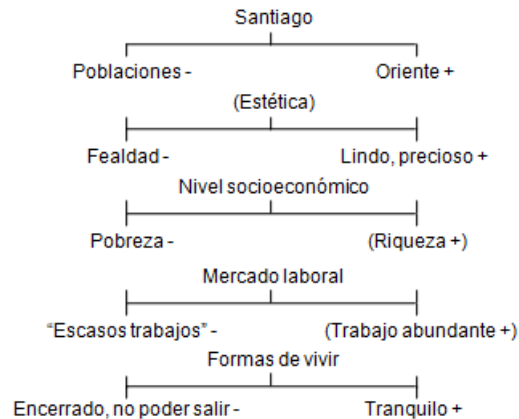 Santiago
Poblaciones - Oriente +
(Estética)
Fealdad - Lindo, precioso +
Nivel socioeconómico
Pobreza - (Riqueza +)
Mercado laboral
“Escasos trabajos” - (Trabajo abundante +)
Formas de vivir
Encerrado, no poder salir - Tranquilo +